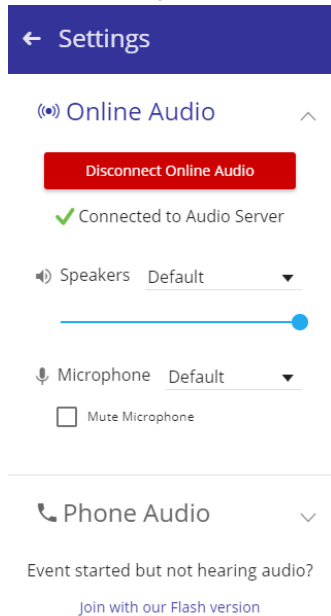 Settings
Online Audio
Disconnect Online Audio
Connected to Audio Server
Speakers Default
Microphone Default
Mute Microphone
Phone Audio
Event started but not hearing audio?
Join with our Flash version